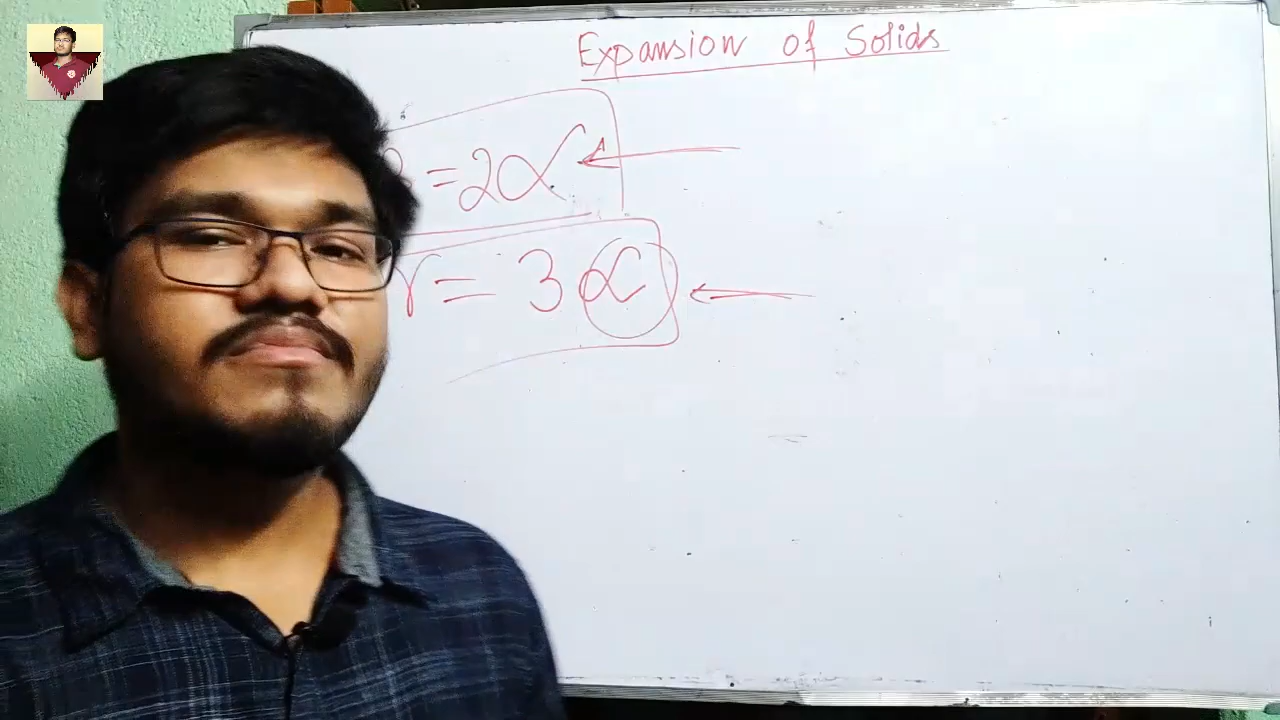 Expansion of Solids
= 2α
γ = 3α